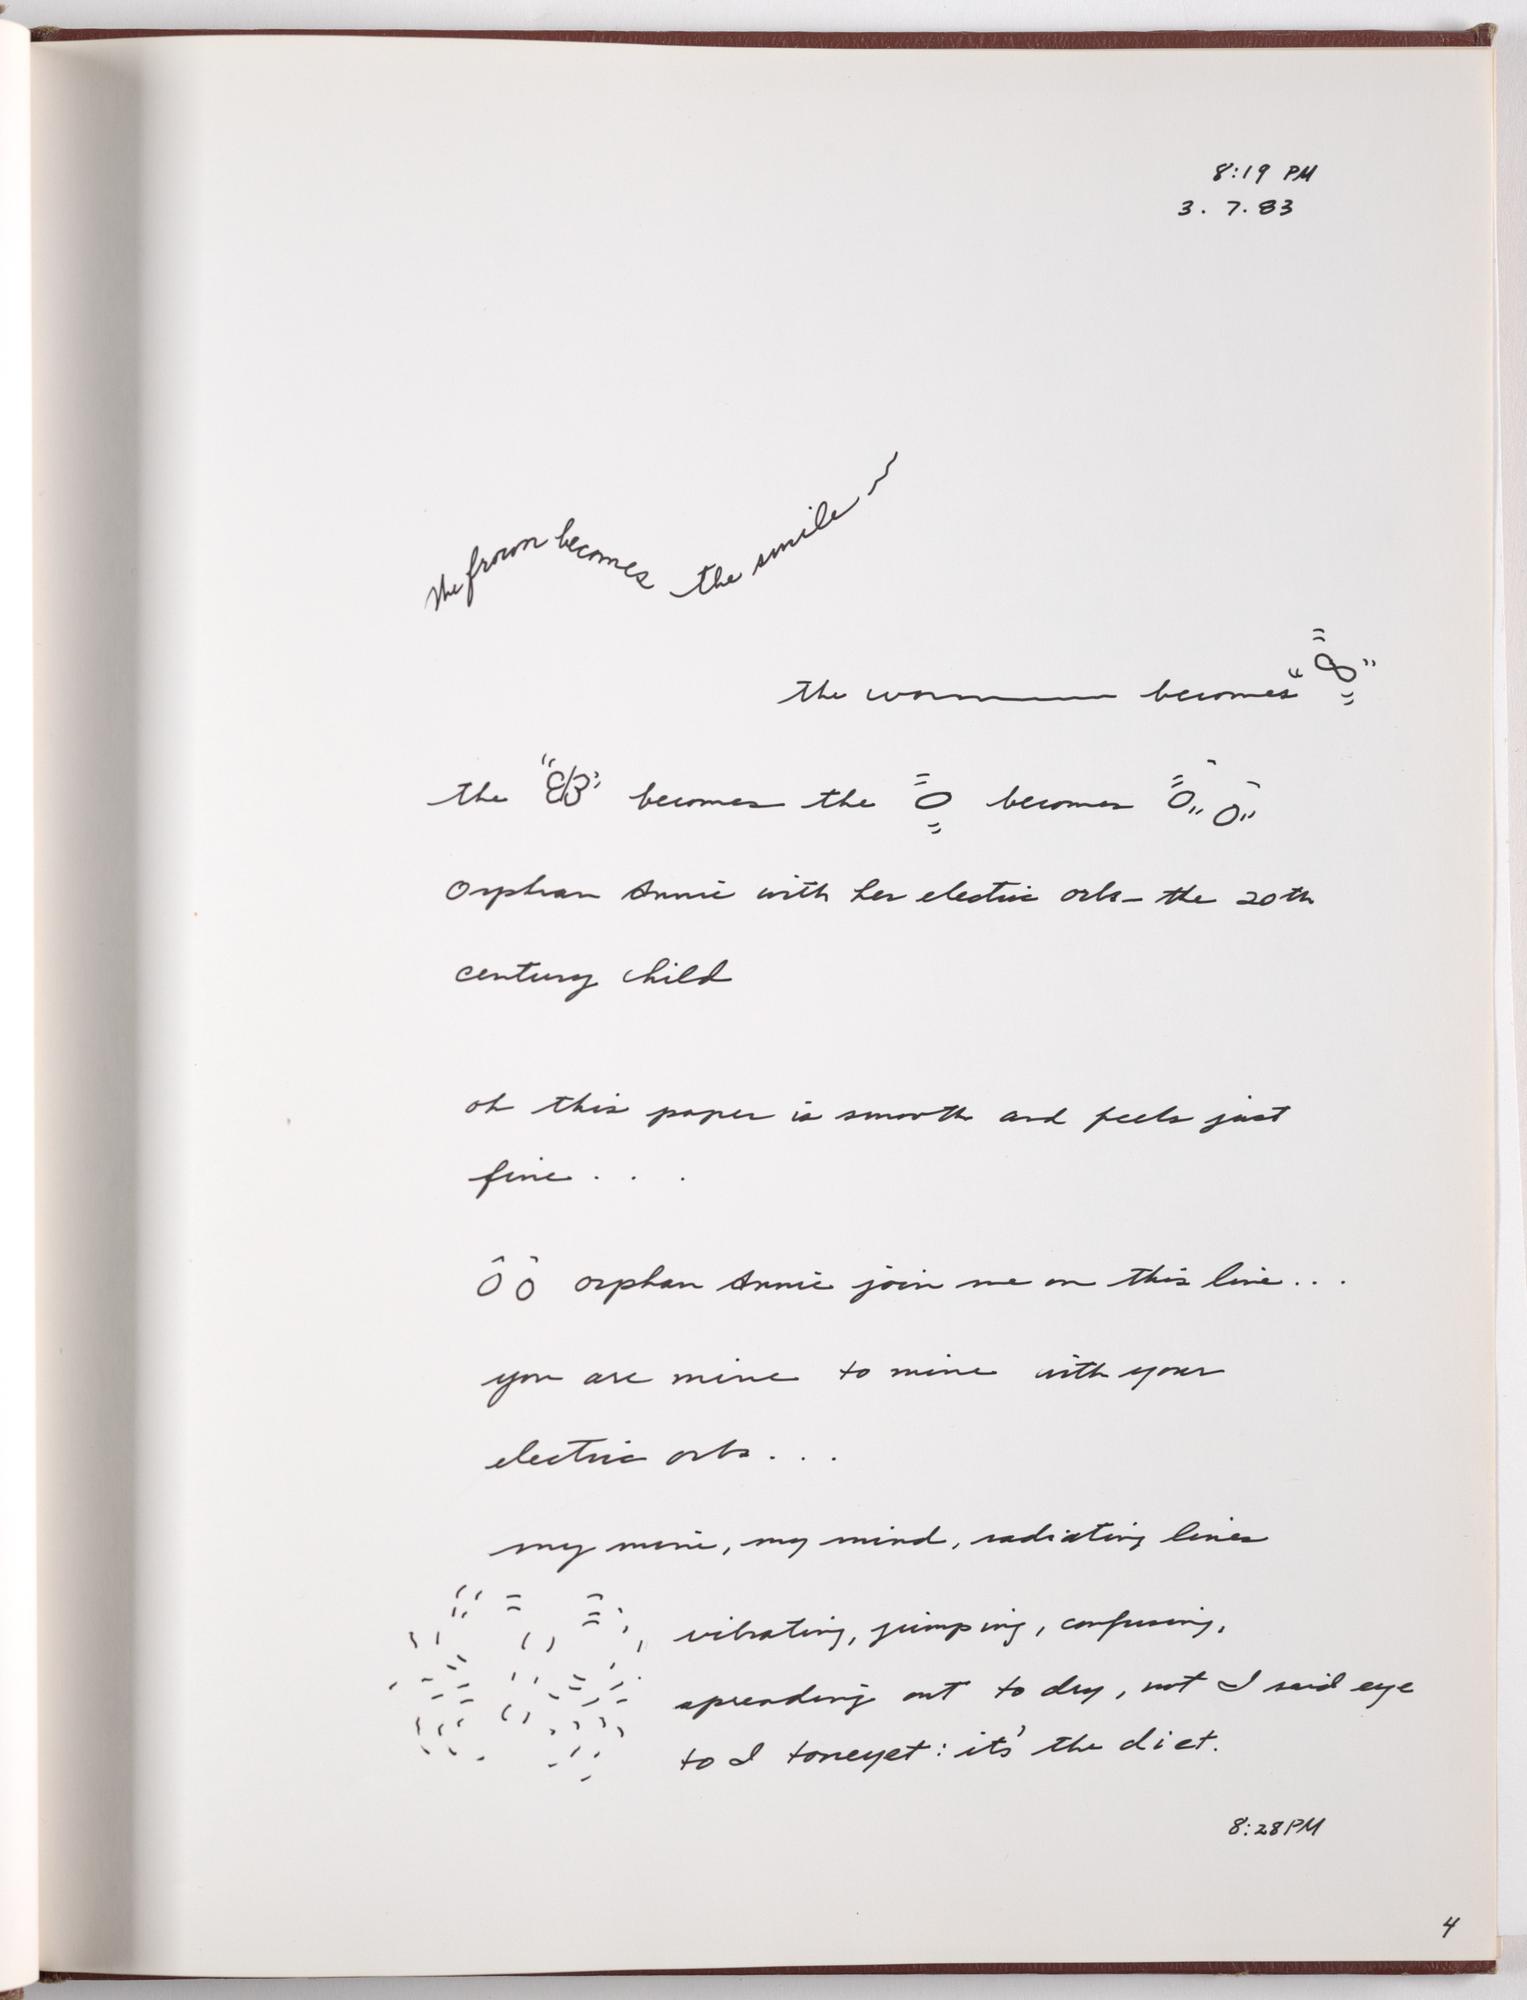 8:19 PM
3. 7. 83
the frown becomes the smile
the worm becomes " 8 "
the becomes the O becomes O O
Orphan Annie with her electric orbs - the 20th
century child
oh this paper is smooth and feels just
fine . . .
O O orphan Annie join me on this line . . .
you are mine to mine with your
electric orbs . . .
my mine, my mind, radiating lines
vibrating, jumping, confusing,
spreading out to dry, not I said eye
to I : it's the diet.
8:28 PM
4